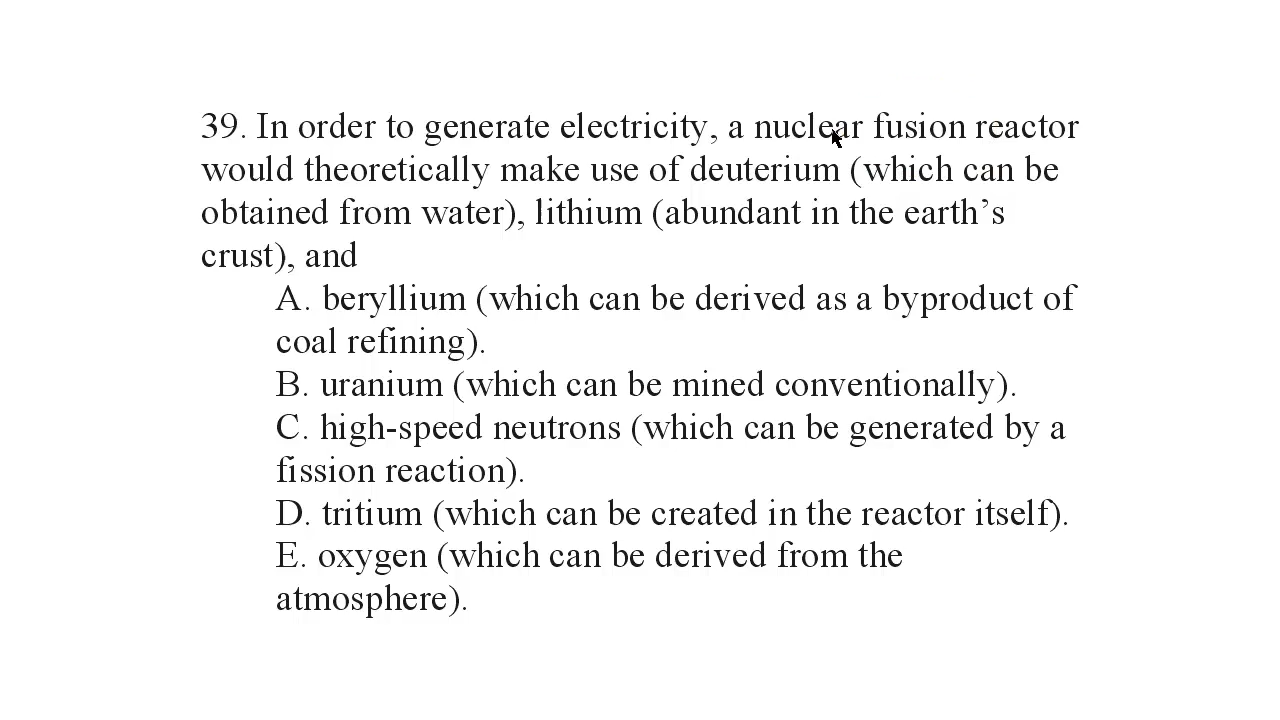 39. In order to generate electricity, a nuclear fusion reactor
would theoretically make use of deuterium (which can be
obtained from water), lithium (abundant in the earth’s
crust), and
A. beryllium (which can be derived as a byproduct of
coal refining).
B. uranium (which can be mined conventionally).
C. high-speed neutrons (which can be generated by a
fission reaction).
D. tritium (which can be created in the reactor itself).
E. oxygen (which can be derived from the
atmosphere).